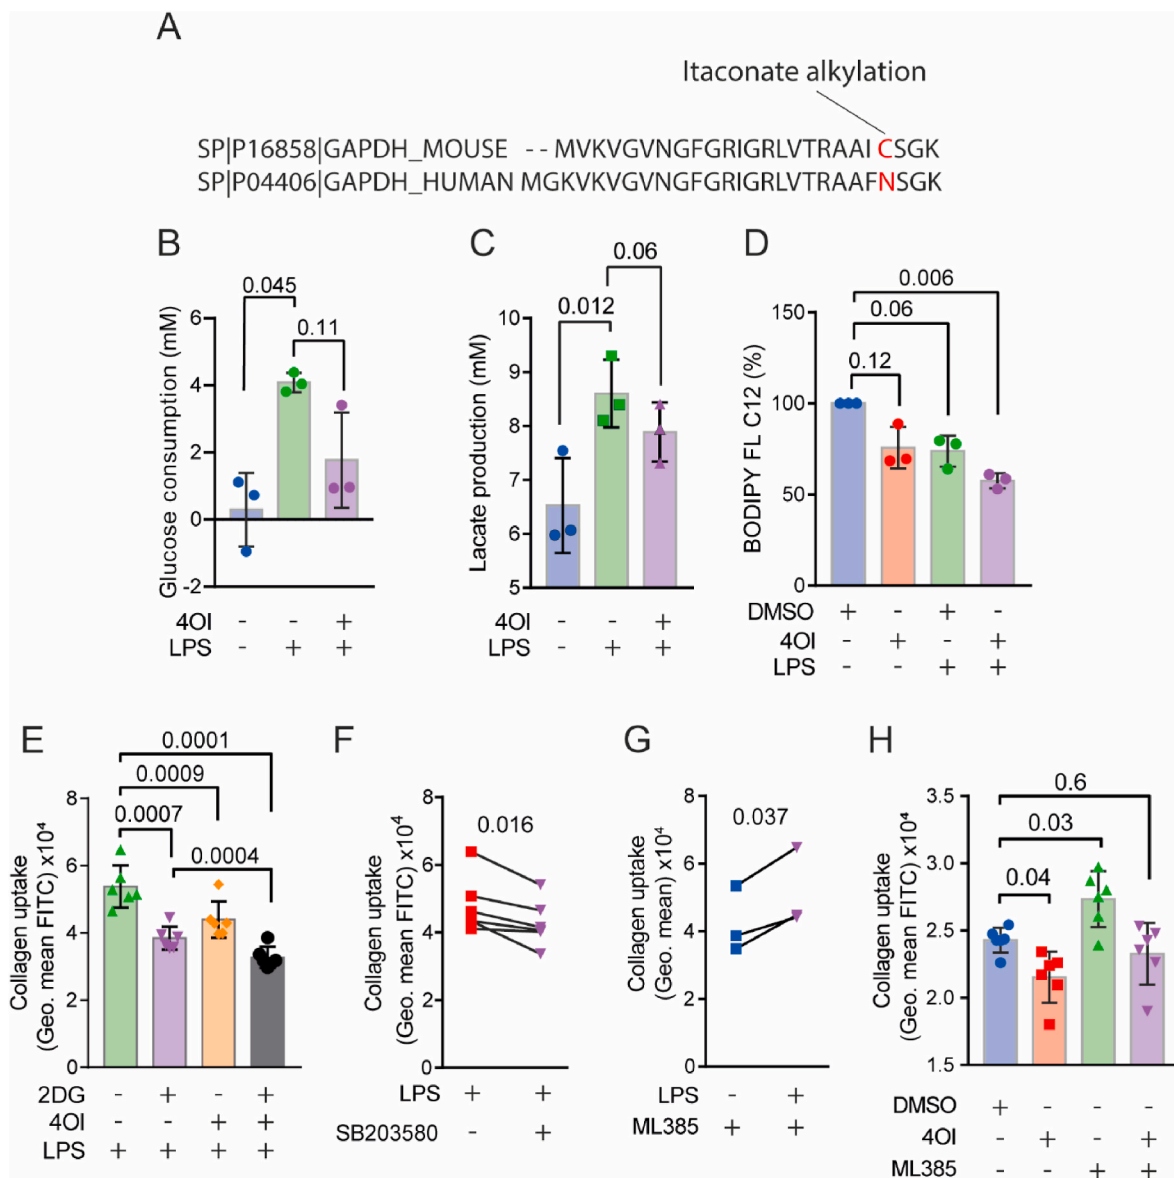 A
Itaconate alkylation
SP|P16858|GAPDH_MOUSE --MVKVGVNGFGRIGRLVTRAAICSGK
SP|P04406|GAPDH_HUMAN MGKVKVGVNGFGRIGRLVTRAAFNSGK
B
Glucose consumption (mM)
6
4
2
0
-2
0.045
0.11
4OI - - +
LPS - + +
C
Lacate production (mM)
10
9
8
7
6
5
0.06
0.012
4OI - - +
LPS - + +
D
BODIPY FL C12 (%)
150
100
50
0
0.006
0.06
0.12
DMSO + - + -
4OI - + - +
LPS - - + +
E
Collagen uptake
(Geo. mean FITC) x10⁴
8
6
4
2
0
0.0001
0.0009
0.0007
0.0004
2DG - + - +
4OI - - + +
LPS + + + +
F
Collagen uptake
(Geo. mean FITC) x10⁴
8
6
4
2
0
0.016
LPS + +
SB203580 - +
G
Collagen uptake
(Geo. mean) x10⁴
8
6
4
2
0
0.037
LPS - +
ML385 + +
H
Collagen uptake
(Geo. mean FITC) x10⁴
3.5
3.0
2.5
2.0
1.5
0.6
0.03
0.04
DMSO + - - -
4OI - + - +
ML385 - - + +